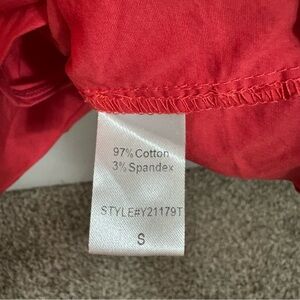 97% Cotton
3% Spandex
STYLE#Y21179T
S